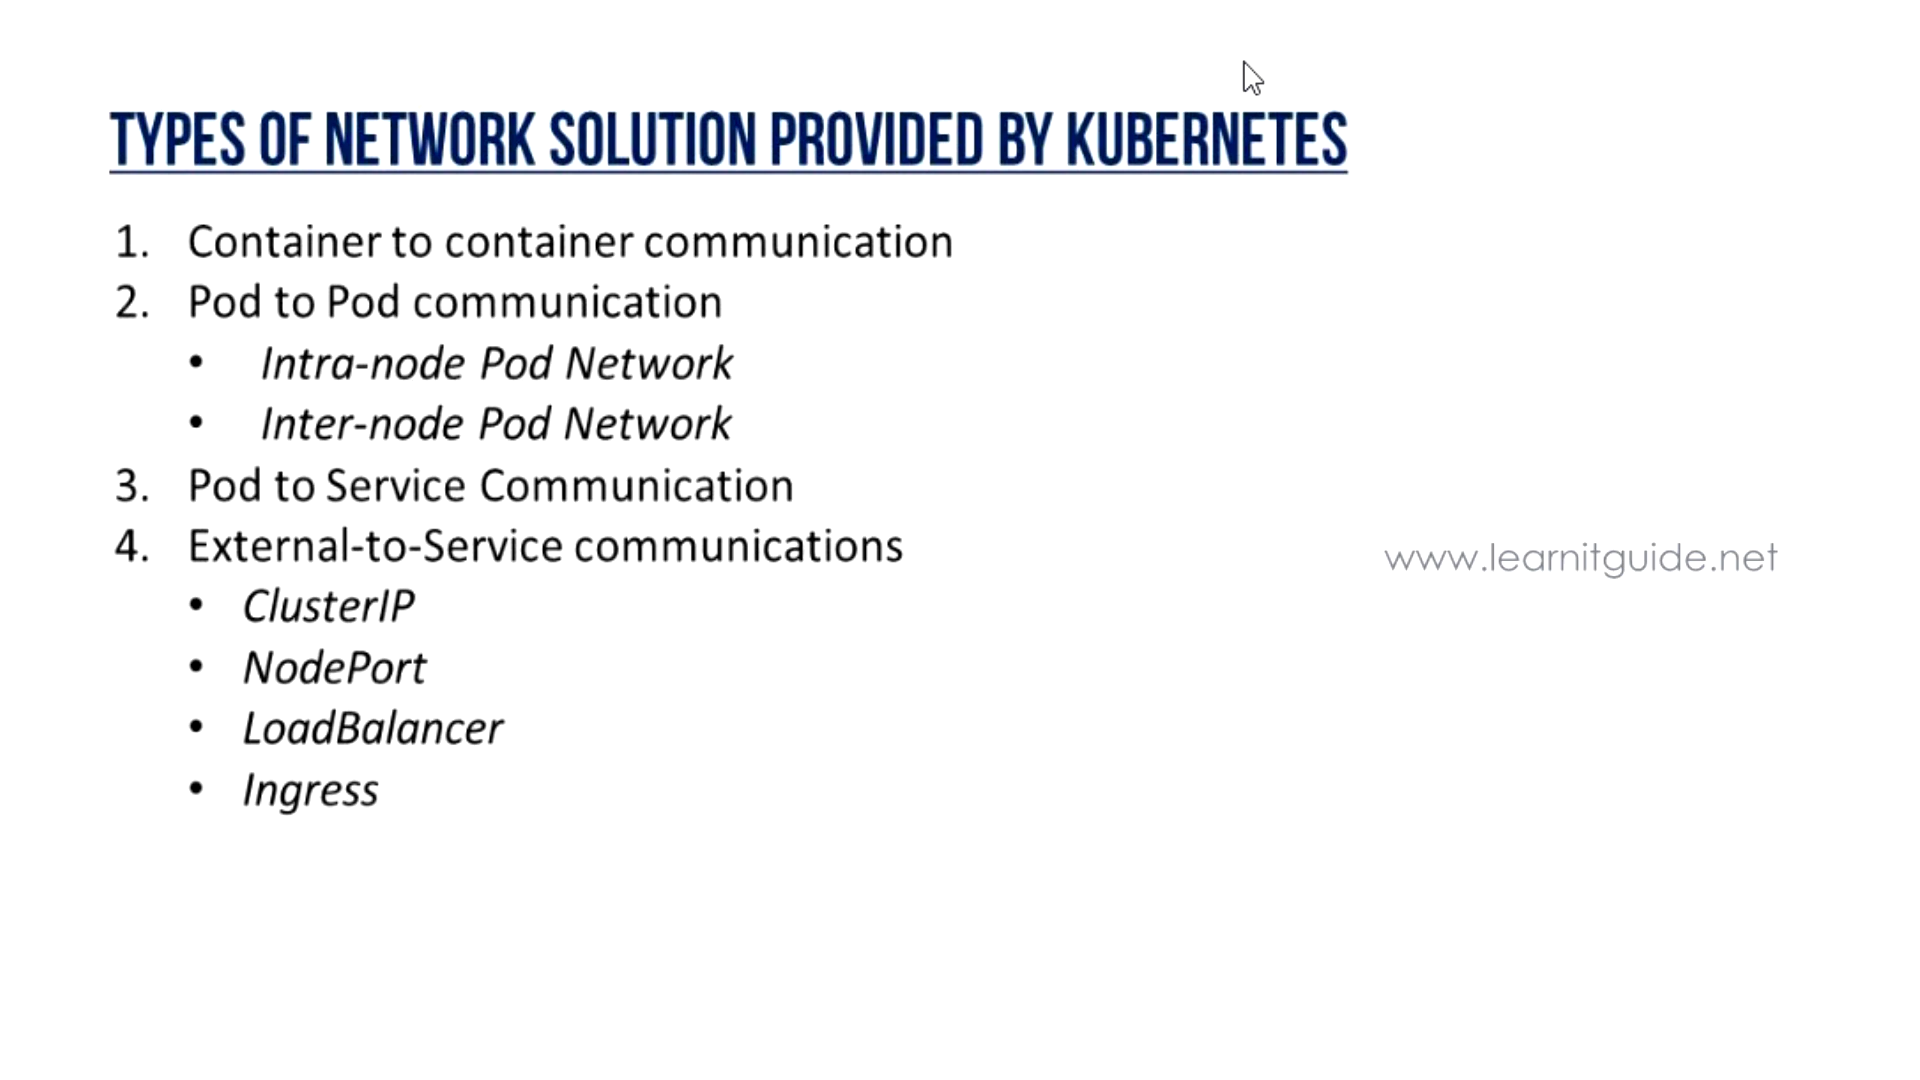 TYPES OF NETWORK SOLUTION PROVIDED BY KUBERNETES
1. Container to container communication
2. Pod to Pod communication
• Intra-node Pod Network
• Inter-node Pod Network
3. Pod to Service Communication
4. External-to-Service communications
www.learnitguide.net
• ClusterIP
• NodePort
• LoadBalancer
• Ingress